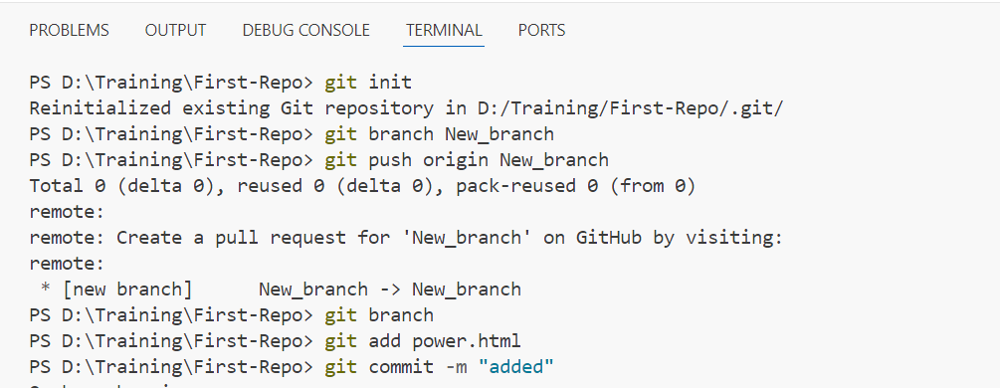 PROBLEMS OUTPUT DEBUG CONSOLE TERMINAL PORTS
PS D:\Training\First-Repo> git init
Reinitialized existing Git repository in D:/Training/First-Repo/.git/
PS D:\Training\First-Repo> git branch New_branch
PS D:\Training\First-Repo> git push origin New_branch
Total 0 (delta 0), reused 0 (delta 0), pack-reused 0 (from 0)
remote:
remote: Create a pull request for 'New_branch' on GitHub by visiting:
remote:
 * [new branch]      New_branch -> New_branch
PS D:\Training\First-Repo> git branch
PS D:\Training\First-Repo> git add power.html
PS D:\Training\First-Repo> git commit -m "added"